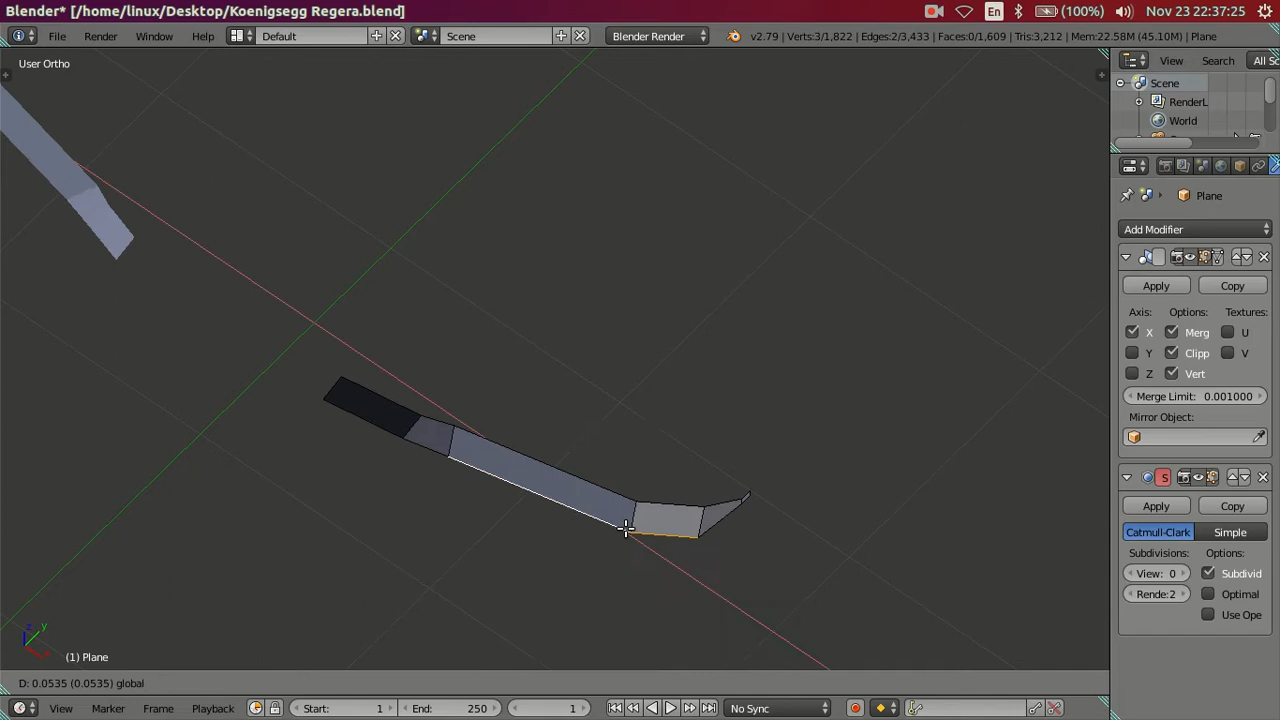 Blender* [/home/linux/Desktop/Koenigsegg Regera.blend]
En
(100%)
Nov 23 22:37:25
File
Render
Window
Help
Default
Scene
Blender Render
v2.79 | Verts:3/1,822 | Edges:2/3,433 | Faces:0/1,609 | Tris:3,212 | Mem:22.58M (45.10M) | Plane
User Ortho
View
Search
All Sc
Scene
RenderL
World
Plane
Add Modifier
Apply
Copy
Axis:
Options:
Textures:
X
Merg
U
Y
Clipp
V
Z
Vert
Merge Limit: 0.001000
Mirror Object:
S
Apply
Copy
Catmull-Clark
Simple
Subdivisions:
Options:
View: 0
Subdivid
Rende:2
Optimal
Use Ope
z
y
x
(1) Plane
D: 0.0535 (0.0535) global
View
Marker
Frame
Playback
Start: 1
End: 250
1
No Sync